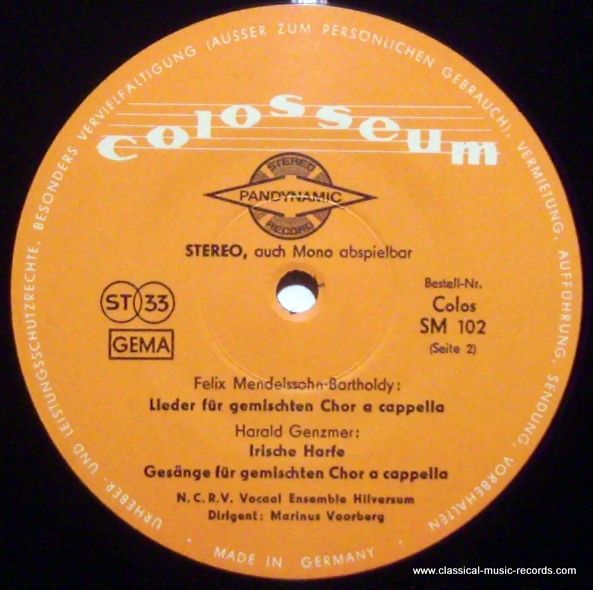 URHEBER- UND LEISTUNGSSCHUTZRECHTE, BESONDERS VERVIELFÄLTIGUNG (AUSSER ZUM PERSÖNLICHEN GEBRAUCH), VERMIETUNG, AUFFÜHRUNG, SENDUNG, VORBEHALTEN
colosseum
STEREO
PANDYNAMIC
RECORD
STEREO, auch Mono abspielbar
ST 33
GEMA
Bestell-Nr.
Colos
SM 102
(Seite 2)
Felix Mendelssohn-Bartholdy:
Lieder für gemischten Chor a cappella
Harald Genzmer:
Irische Harfe
Gesänge für gemischten Chor a cappella
N.C.R.V. Vocaal Ensemble Hilversum
Dirigent: Marinus Voorberg
• MADE IN GERMANY •
www.classical-music-records.com